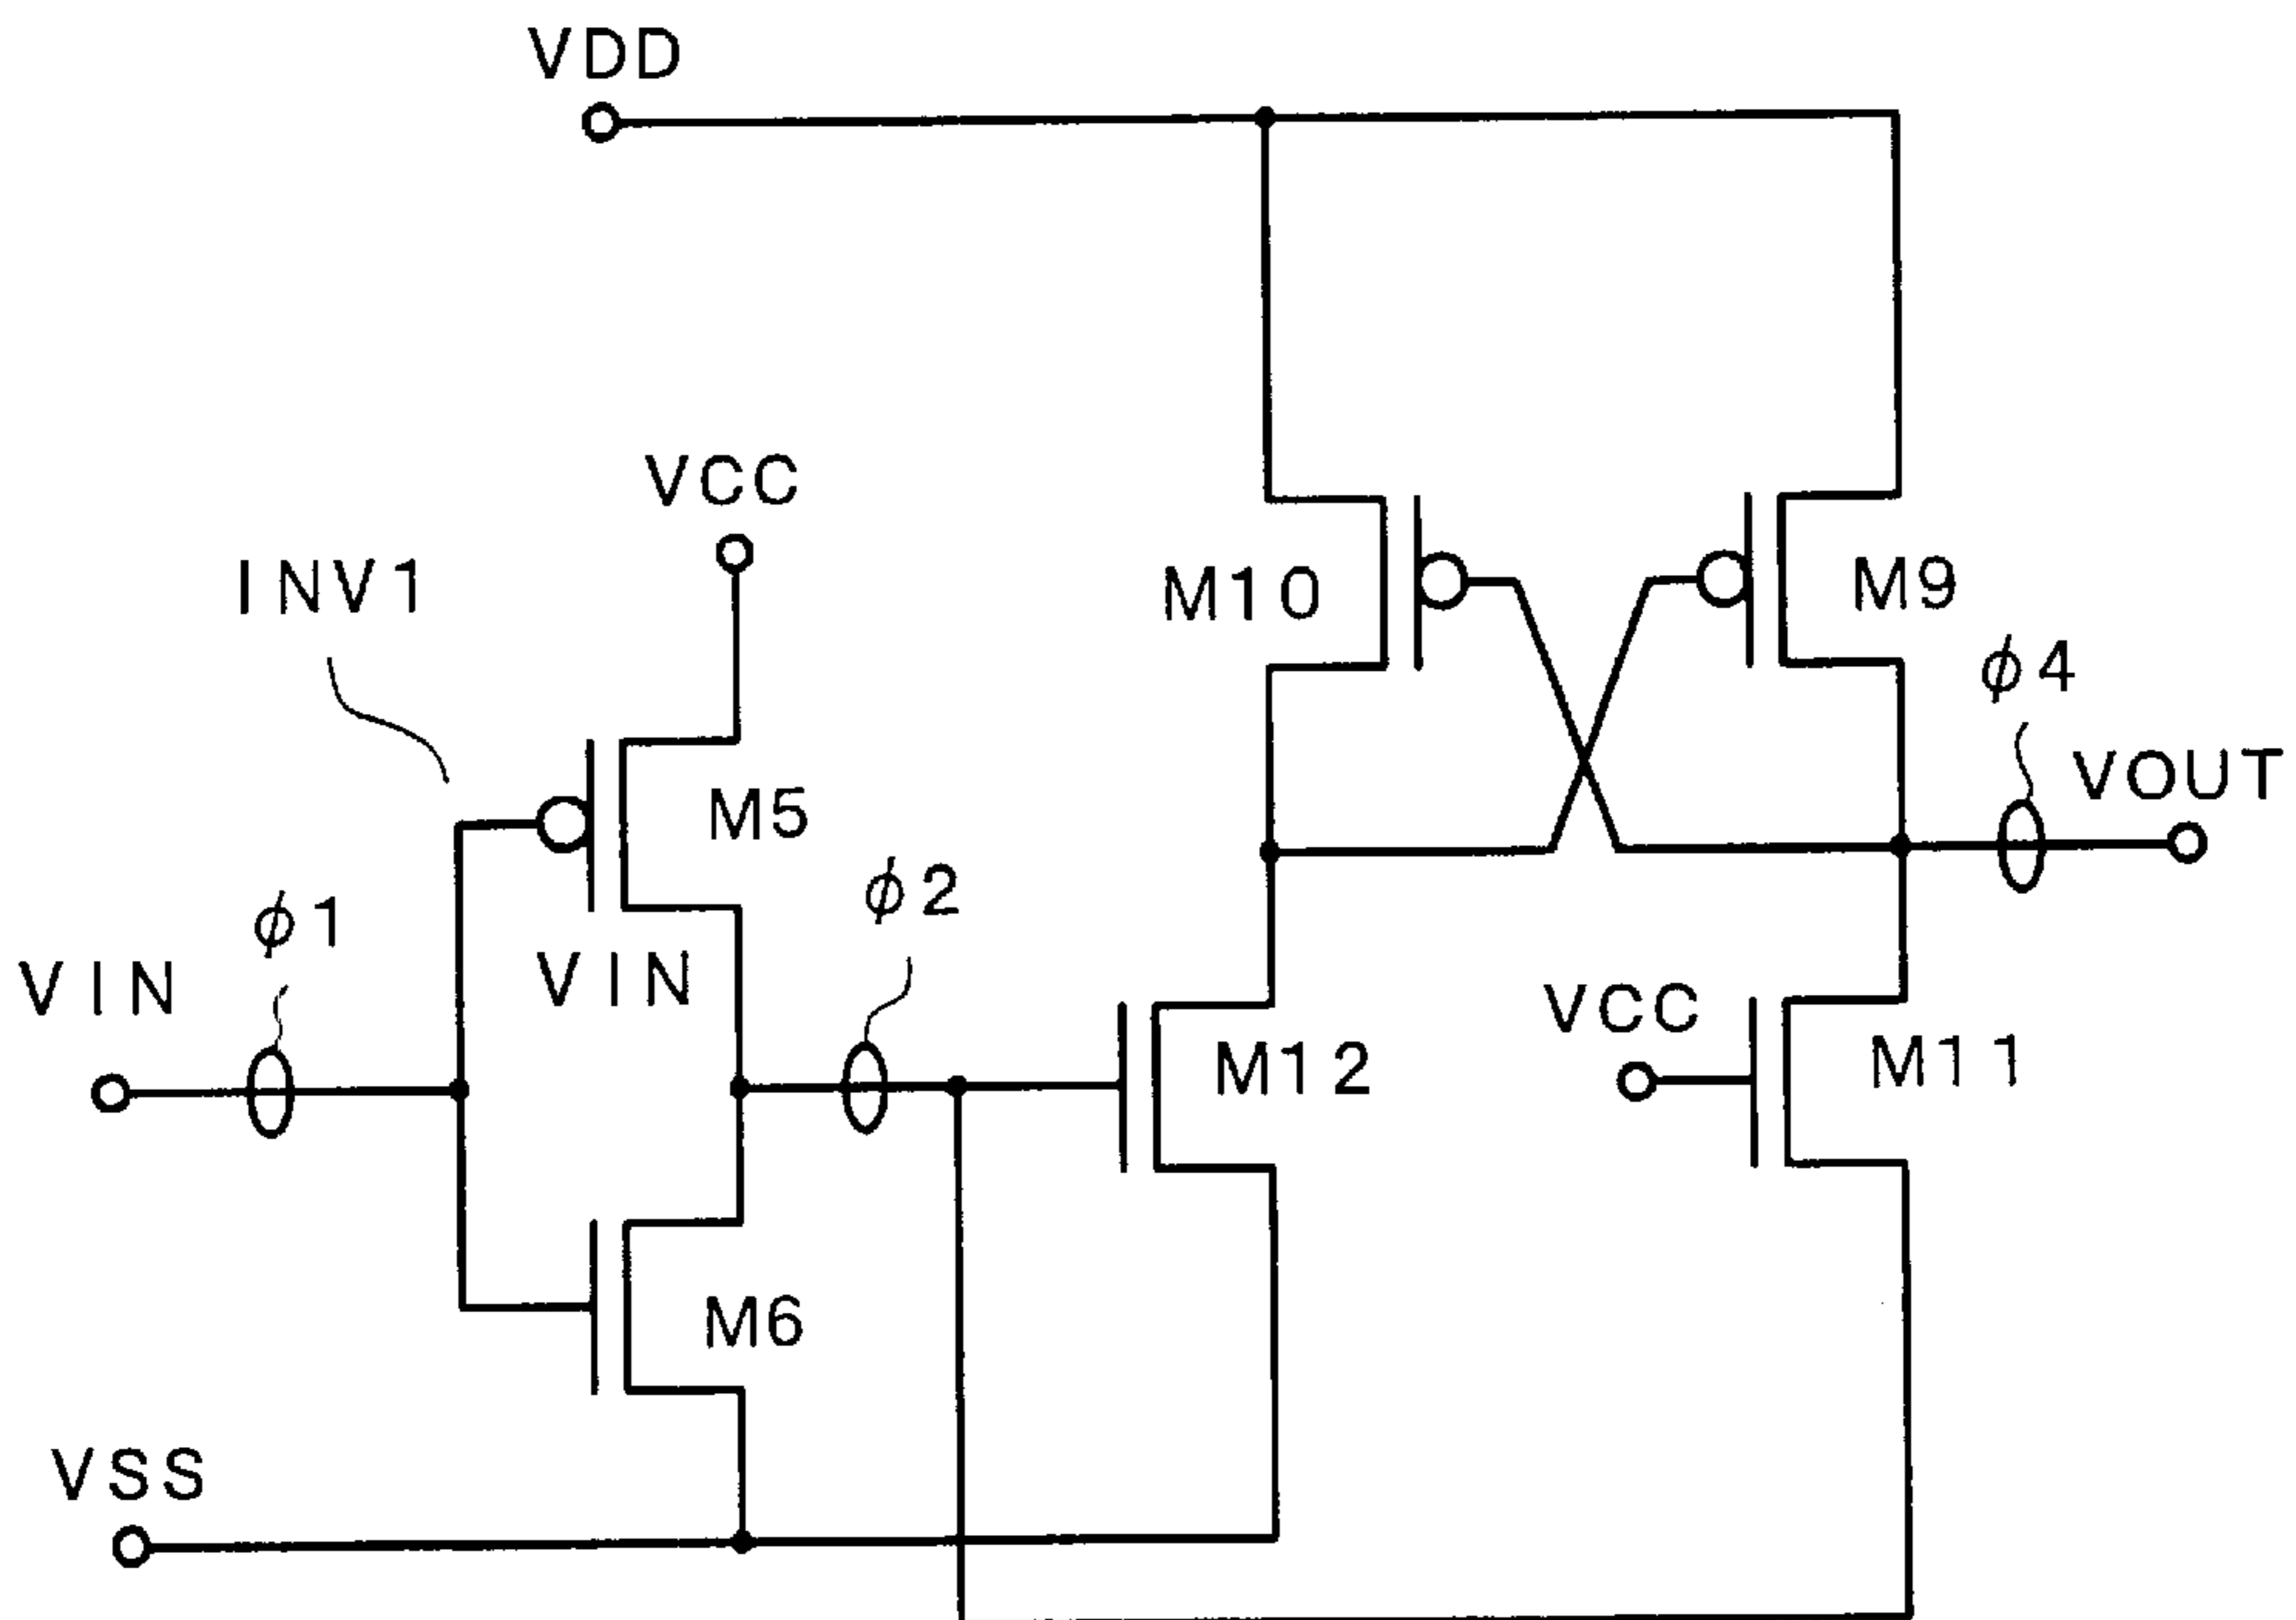 VDD
VCC
INV1
M10
M9
φ4
VOUT
M5
φ2
φ1
VIN
VIN
VCC
M12
M11
M6
VSS